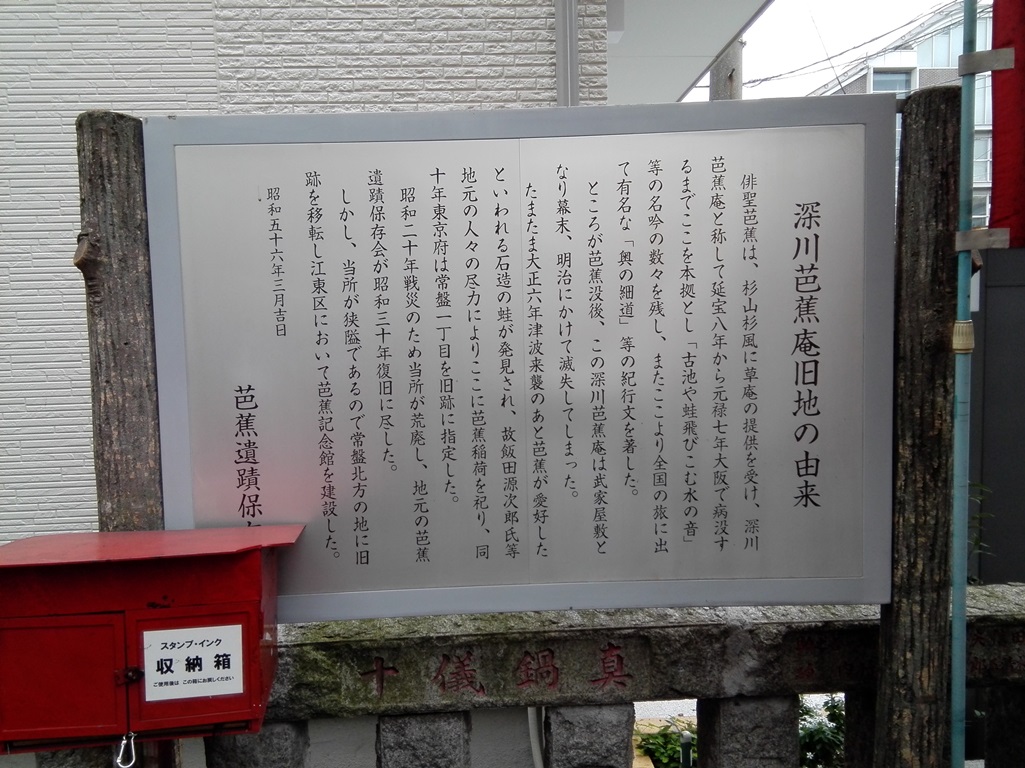 深川芭蕉庵旧地の由来
俳聖芭蕉は、杉山杉風に草庵の提供を受け、深川
芭蕉庵と称して延宝八年から元禄七年大阪で病没す
るまでここを本拠とし「古池や蛙飛びこむ水の音」
等の名吟の数々を残し、またここより全国の旅に出
て有名な「奥の細道」等の紀行文を著した。
ところが芭蕉没後、この深川芭蕉庵は武家屋敷と
なり幕末、明治にかけて滅失してしまった。
たまたま大正六年津波来襲のあと芭蕉が愛好した
といわれる石造の蛙が発見され、故飯田源次郎氏等
地元の人々の尽力によりここに芭蕉稲荷を祀り、同
十年東京府は常盤一丁目を旧跡に指定した。
昭和二十年戦災のため当所が荒廃し、地元の芭蕉
遺蹟保存会が昭和三十年復旧に尽した。
しかし、当所が狭隘であるので常盤北方の地に旧
跡を移転し江東区において芭蕉記念館を建設した。
昭和五十六年三月吉日
芭蕉遺蹟保
スタンプ・インク
収納箱
ご使用後は この箱にお戻しください
真鍋儀十